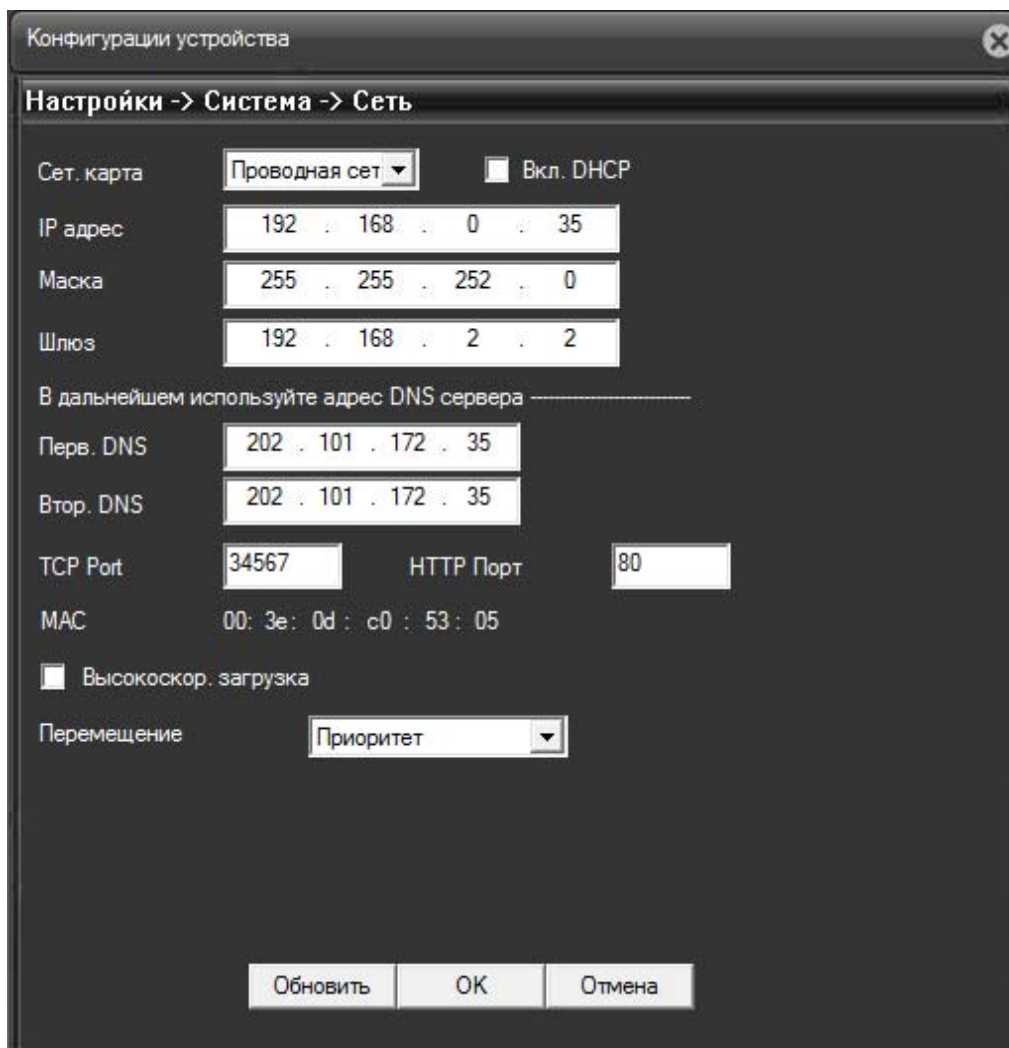 Конфигурации устройства
Настройки -> Система -> Сеть
Сет. карта Проводная сет Вкл. DHCP
IP адрес 192 . 168 . 0 . 35
Маска 255 . 255 . 252 . 0
Шлюз 192 . 168 . 2 . 2
В дальнейшем используйте адрес DNS сервера ---------------------------
Перв. DNS 202 . 101 . 172 . 35
Втор. DNS 202 . 101 . 172 . 35
TCP Port 34567 HTTP Порт 80
MAC 00: 3e: 0d : c0 : 53 : 05
Высокоскор. загрузка
Перемещение Приоритет
Обновить OK Отмена